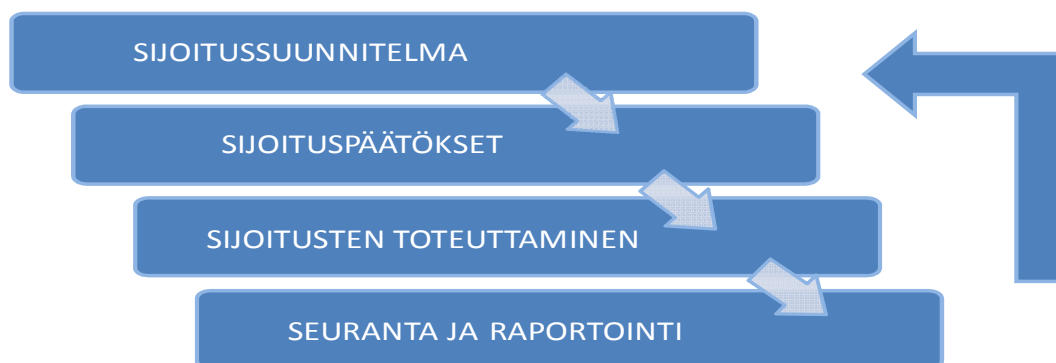 SIJOITUSSUUNNITELMA
SIJOITUSPÄÄTÖKSET
SIJOITUSTEN TOTEUTTAMINEN
SEURANTA JA RAPORTOINTI